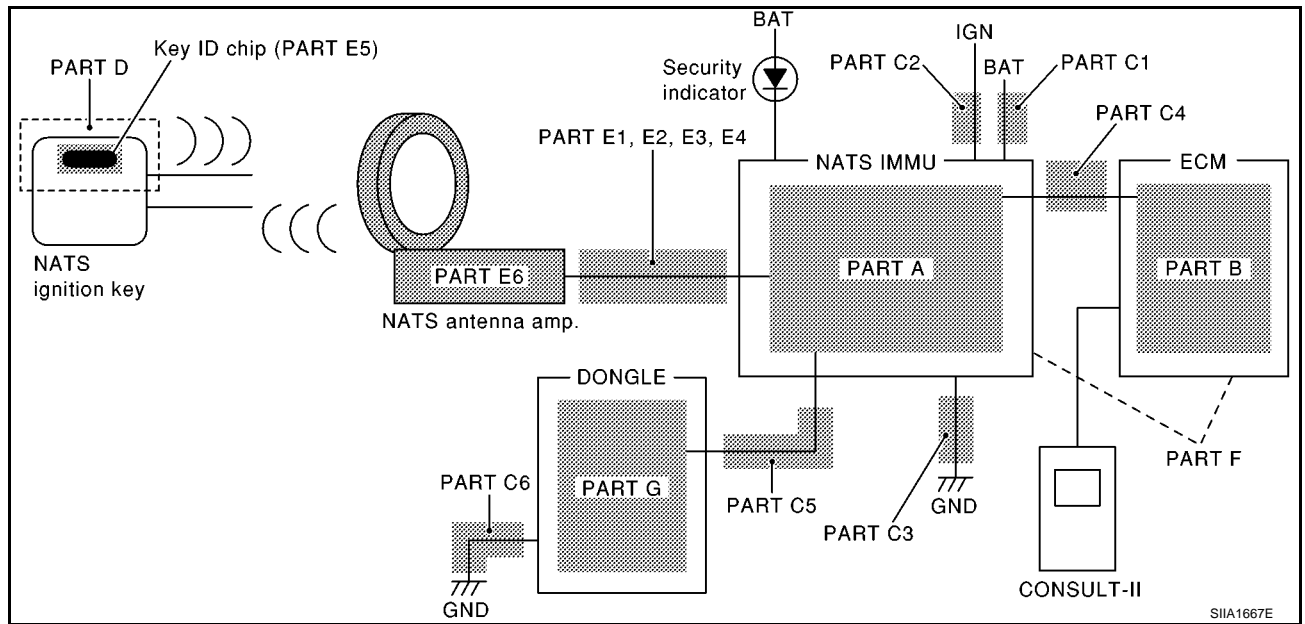 Key ID chip (PART E5)
PART D
NATS
ignition key
PART E6
NATS antenna amp.
PART E1, E2, E3, E4
BAT
Security
indicator
IGN
PART C2
BAT
PART C1
PART C4
NATS IMMU
PART A
ECM
PART B
DONGLE
PART G
PART C6
GND
PART C5
PART C3
GND
PART F
CONSULT-II
SIIA1667E